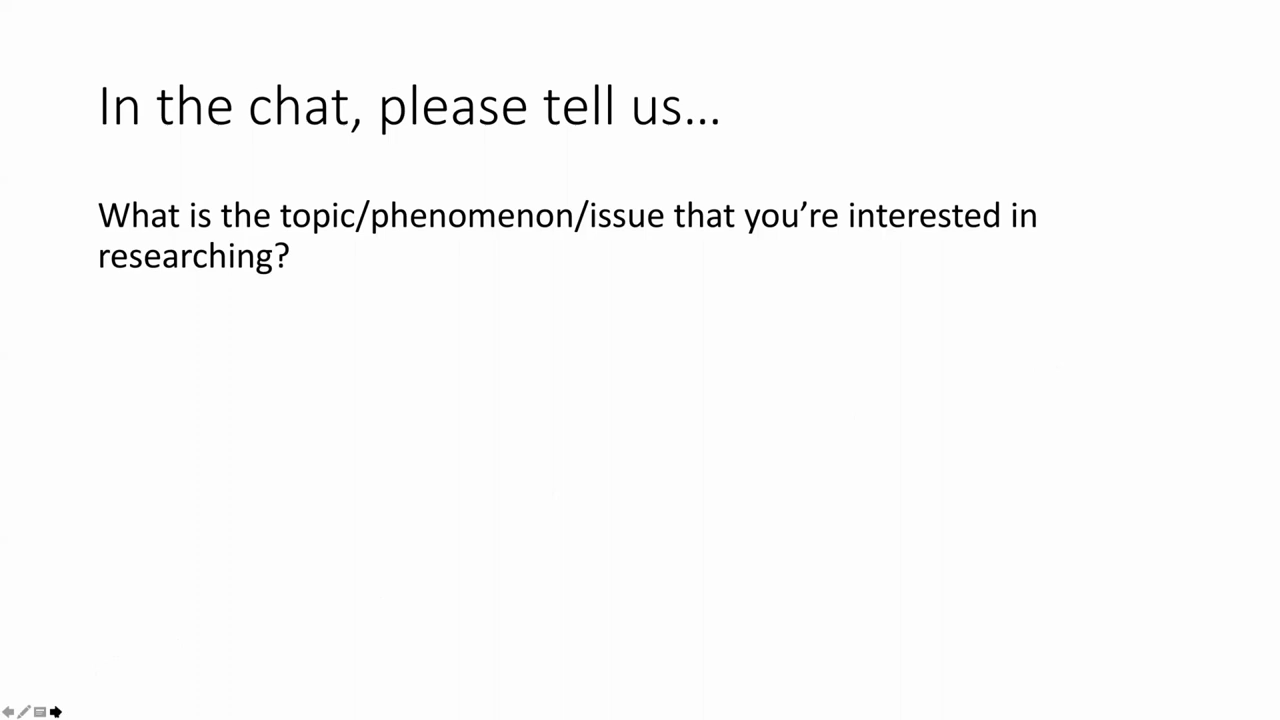 In the chat, please tell us…
What is the topic/phenomenon/issue that you’re interested in
researching?